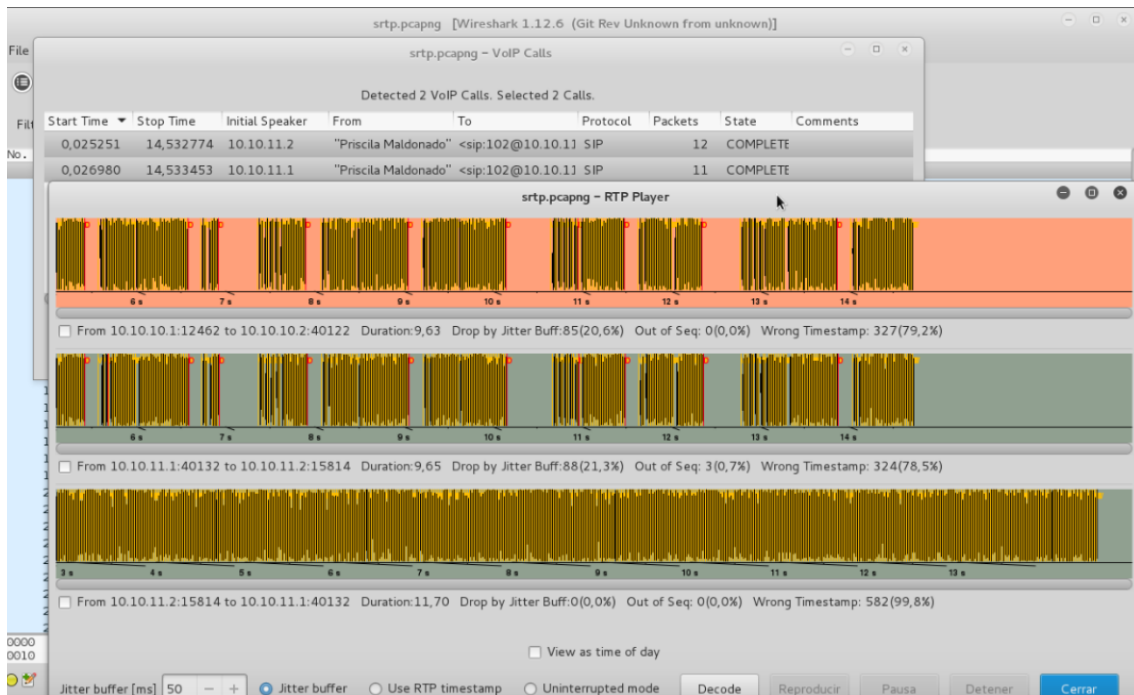 srtp.pcapng [Wireshark 1.12.6 (Git Rev Unknown from unknown)]
File
srtp.pcapng – VoIP Calls
Detected 2 VoIP Calls. Selected 2 Calls.
Filt
Start Time Stop Time Initial Speaker From To Protocol Packets State Comments
0,025251 14,532774 10.10.11.2 "Priscila Maldonado" <sip:102@10.10.11 SIP 12 COMPLETE
No.
0,026980 14,533453 10.10.11.1 "Priscila Maldonado" <sip:102@10.10.11 SIP 11 COMPLETE
srtp.pcapng – RTP Player
6 s 7 s 8 s 9 s 10 s 11 s 12 s 13 s 14 s
From 10.10.10.1:12462 to 10.10.10.2:40122 Duration:9,63 Drop by Jitter Buff:85(20,6%) Out of Seq: 0(0,0%) Wrong Timestamp: 327(79,2%)
6 s 7 s 8 s 9 s 10 s 11 s 12 s 13 s 14 s
From 10.10.11.1:40132 to 10.10.11.2:15814 Duration:9,65 Drop by Jitter Buff:88(21,3%) Out of Seq: 3(0,7%) Wrong Timestamp: 324(78,5%)
3 s 4 s 5 s 6 s 7 s 8 s 9 s 10 s 11 s 12 s 13 s
From 10.10.11.2:15814 to 10.10.11.1:40132 Duration:11,70 Drop by Jitter Buff:0(0,0%) Out of Seq: 0(0,0%) Wrong Timestamp: 582(99,8%)
0000
0010
View as time of day
Jitter buffer [ms] 50 − + Jitter buffer Use RTP timestamp Uninterrupted mode Decode Reproducir Pausa Detener Cerrar